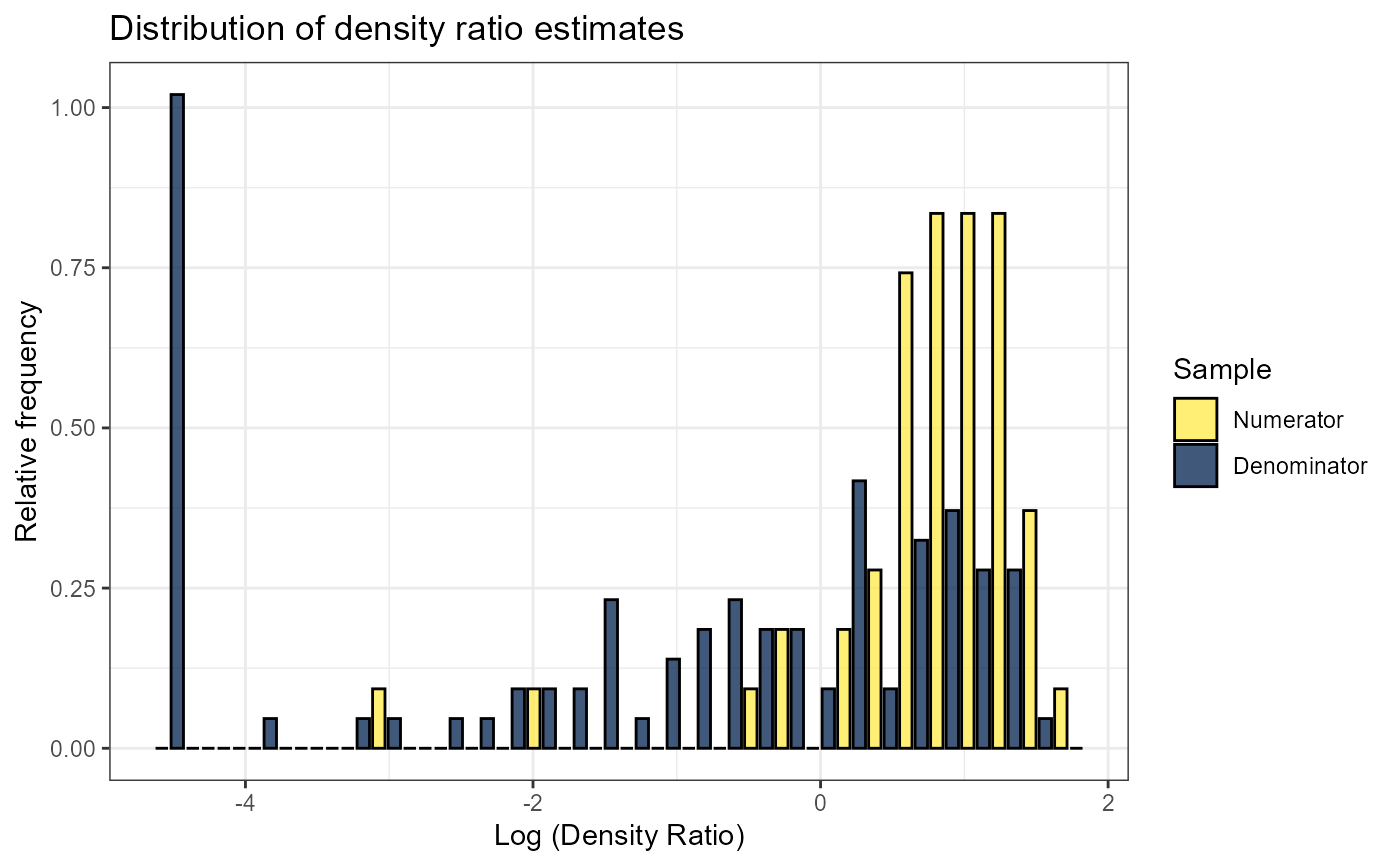 Distribution of density ratio estimates
1.00
0.75
0.50
0.25
0.00
Relative frequency
-4
-2
0
2
Log (Density Ratio)
Sample
Numerator
Denominator